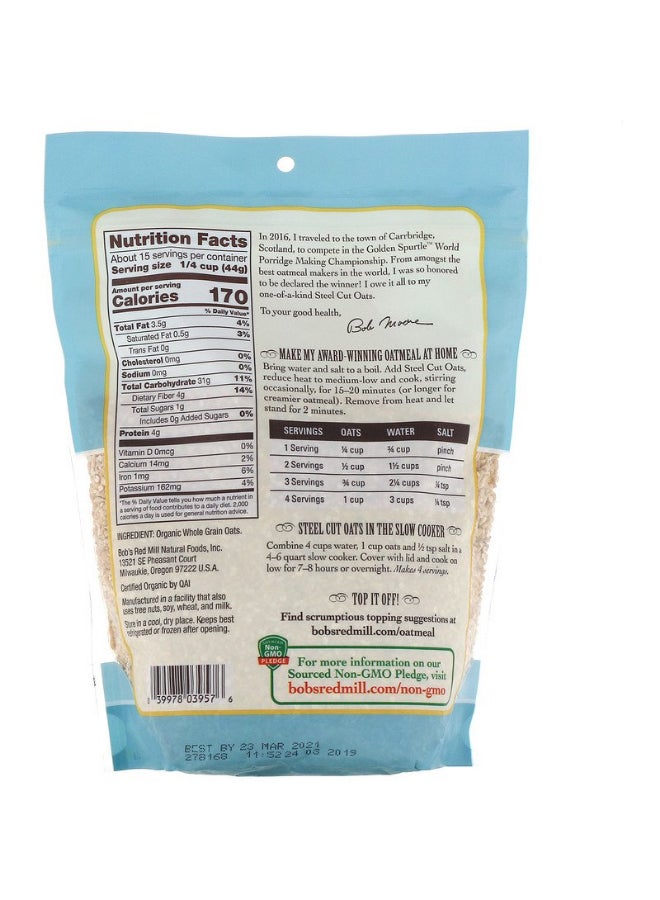 Nutrition Facts
About 15 servings per container
Serving size 1/4 cup (44g)
Amount per serving
Calories 170
% Daily Value*
Total Fat 3.5g 4%
Saturated Fat 0.5g 3%
Trans Fat 0g
Cholesterol 0mg 0%
Sodium 0mg 0%
Total Carbohydrate 31g 11%
Dietary Fiber 4g 14%
Total Sugars 1g
Includes 0g Added Sugars 0%
Protein 4g
Vitamin D 0mcg 0%
Calcium 14mg 2%
Iron 1mg 6%
Potassium 162mg 4%
*The % Daily Value tells you how much a nutrient in
a serving of food contributes to a daily diet. 2,000
calories a day is used for general nutrition advice.
INGREDIENT: Organic Whole Grain Oats.
Bob's Red Mill Natural Foods, Inc.
13521 SE Pheasant Court
Milwaukie, Oregon 97222 U.S.A.
Certified Organic by QAI
Manufactured in a facility that also
uses tree nuts, soy, wheat, and milk.
Store in a cool, dry place. Keeps best
refrigerated or frozen after opening.
39978 03957 6
In 2016, I traveled to the town of Carrbridge,
Scotland, to compete in the Golden Spurtle™ World
Porridge Making Championship. From amongst the
best oatmeal makers in the world, I was so honored
to be declared the winner! I owe it all to my
one-of-a-kind Steel Cut Oats.
To your good health,
Bob Moore
MAKE MY AWARD-WINNING OATMEAL AT HOME
Bring water and salt to a boil. Add Steel Cut Oats,
reduce heat to medium-low and cook, stirring
occasionally, for 15–20 minutes (or longer for
creamier oatmeal). Remove from heat and let
stand for 2 minutes.
SERVINGS OATS WATER SALT
1 Serving ¼ cup ¾ cup pinch
2 Servings ½ cup 1½ cups pinch
3 Servings ¾ cup 2¼ cups ¼ tsp
4 Servings 1 cup 3 cups ¼ tsp
STEEL CUT OATS IN THE SLOW COOKER
Combine 4 cups water, 1 cup oats and ½ tsp salt in a
4-6 quart slow cooker. Cover with lid and cook on
low for 7–8 hours or overnight. Makes 4 servings.
TOP IT OFF!
Find scrumptious topping suggestions at
bobsredmill.com/oatmeal
Non-
GMO
PLEDGE
For more information on our
Sourced Non-GMO Pledge, visit
bobsredmill.com/non-gmo
BEST BY 23 MAR 2021
278168 11:52 24 03 2019